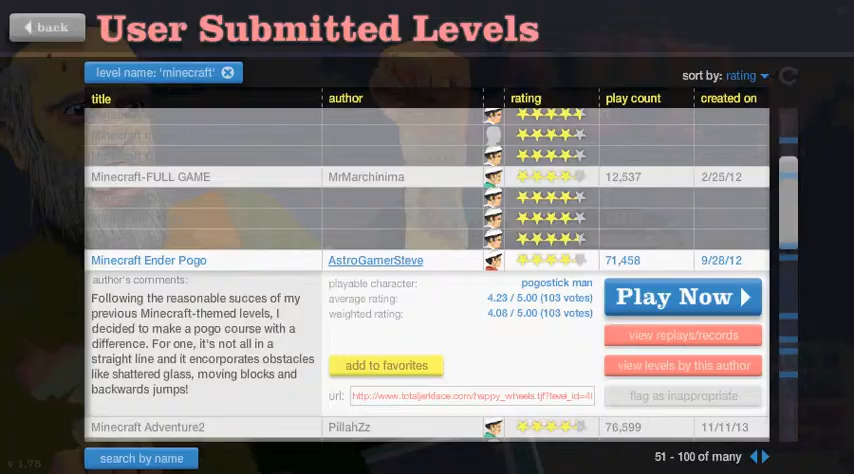 back
User Submitted Levels
level name: 'minecraft'
sort by: rating
title author rating play count created on
Minecraft-FULL GAME MrMarchinima 12,537 2/25/12
Minecraft Ender Pogo AstroGamerSteve 71,458 9/28/12
author's comments:
Following the reasonable succes of my
previous Minecraft-themed levels, I
decided to make a pogo course with a
difference. For one, it's not all in a
straight line and it encorporates obstacles
like shattered glass, moving blocks and
backwards jumps!
playable character: pogostick man
average rating: 4.23 / 5.00 (103 votes)
weighted rating: 4.08 / 5.00 (103 votes)
add to favorites
url: http://www.totaljerkface.com/happy_wheels.tjf?level_id=4
Play Now
view replays/records
view levels by this author
flag as inappropriate
Minecraft Adventure2 PillahZz 76,599 11/11/13
search by name
51 - 100 of many
v 1.75